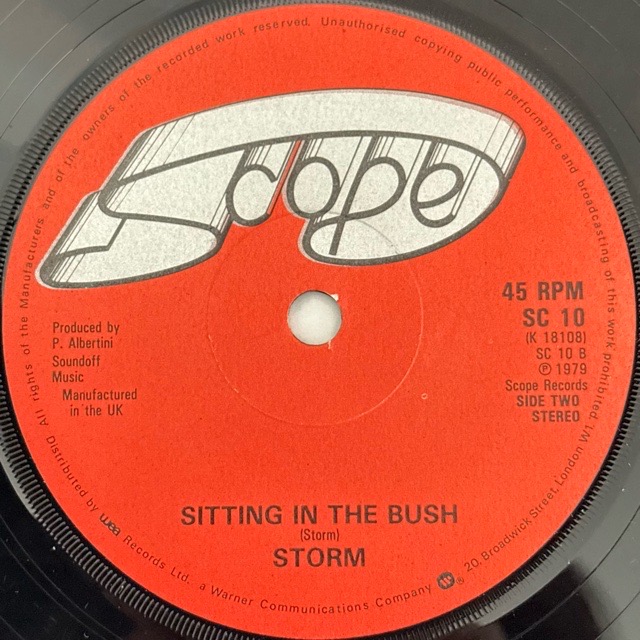 All rights of the Manufacturers, and of the owners of the recorded work reserved. Unauthorised copying public performance and broadcasting of this work prohibited.
Scope
45 RPM
SC 10
(K 18108)
SC 10 B
℗ 1979
Scope Records
SIDE TWO
STEREO
Produced by
P. Albertini
Soundoff
Music
Manufactured
in the UK
SITTING IN THE BUSH
(Storm)
STORM
Distributed by wea Records Ltd., a Warner Communications Company ® 20, Broadwick Street, London W1